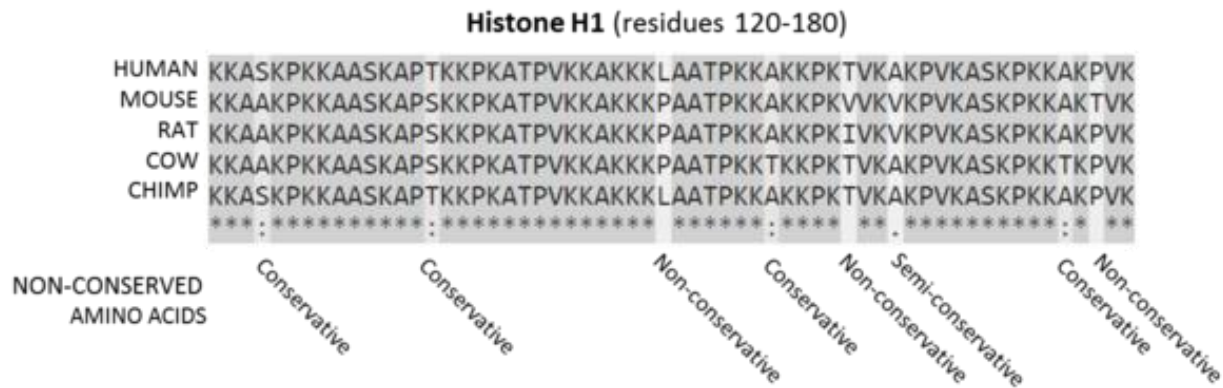 Histone H1 (residues 120-180)
HUMAN KKASKPKKAASKAPTKKPKATPVKKAKKKLAATPKKAKKPKTVKAKPVKASKPKKAKPVK
MOUSE KKAAKPKKAASKAPSKKPKATPVKKAKKKPAATPKKAKKPKVVKVKPVKASKPKKAKTVK
RAT KKAAKPKKAASKAPSKKPKATPVKKAKKKPAATPKKAKKPKIVKVKPVKASKPKKAKPVK
COW KKAAKPKKAASKAPSKKPKATPVKKAKKKPAATPKKTKKPKTVKAKPVKASKPKKTKPVK
CHIMP KKASKPKKAASKAPTKKPKATPVKKAKKKLAATPKKAKKPKTVKAKPVKASKPKKAKPVK
***:**********:************** ******:**** **.**********:* **
NON-CONSERVED
AMINO ACIDS
Conservative
Conservative
Non-conservative
Conservative
Non-conservative
Semi-conservative
Conservative
Non-conservative